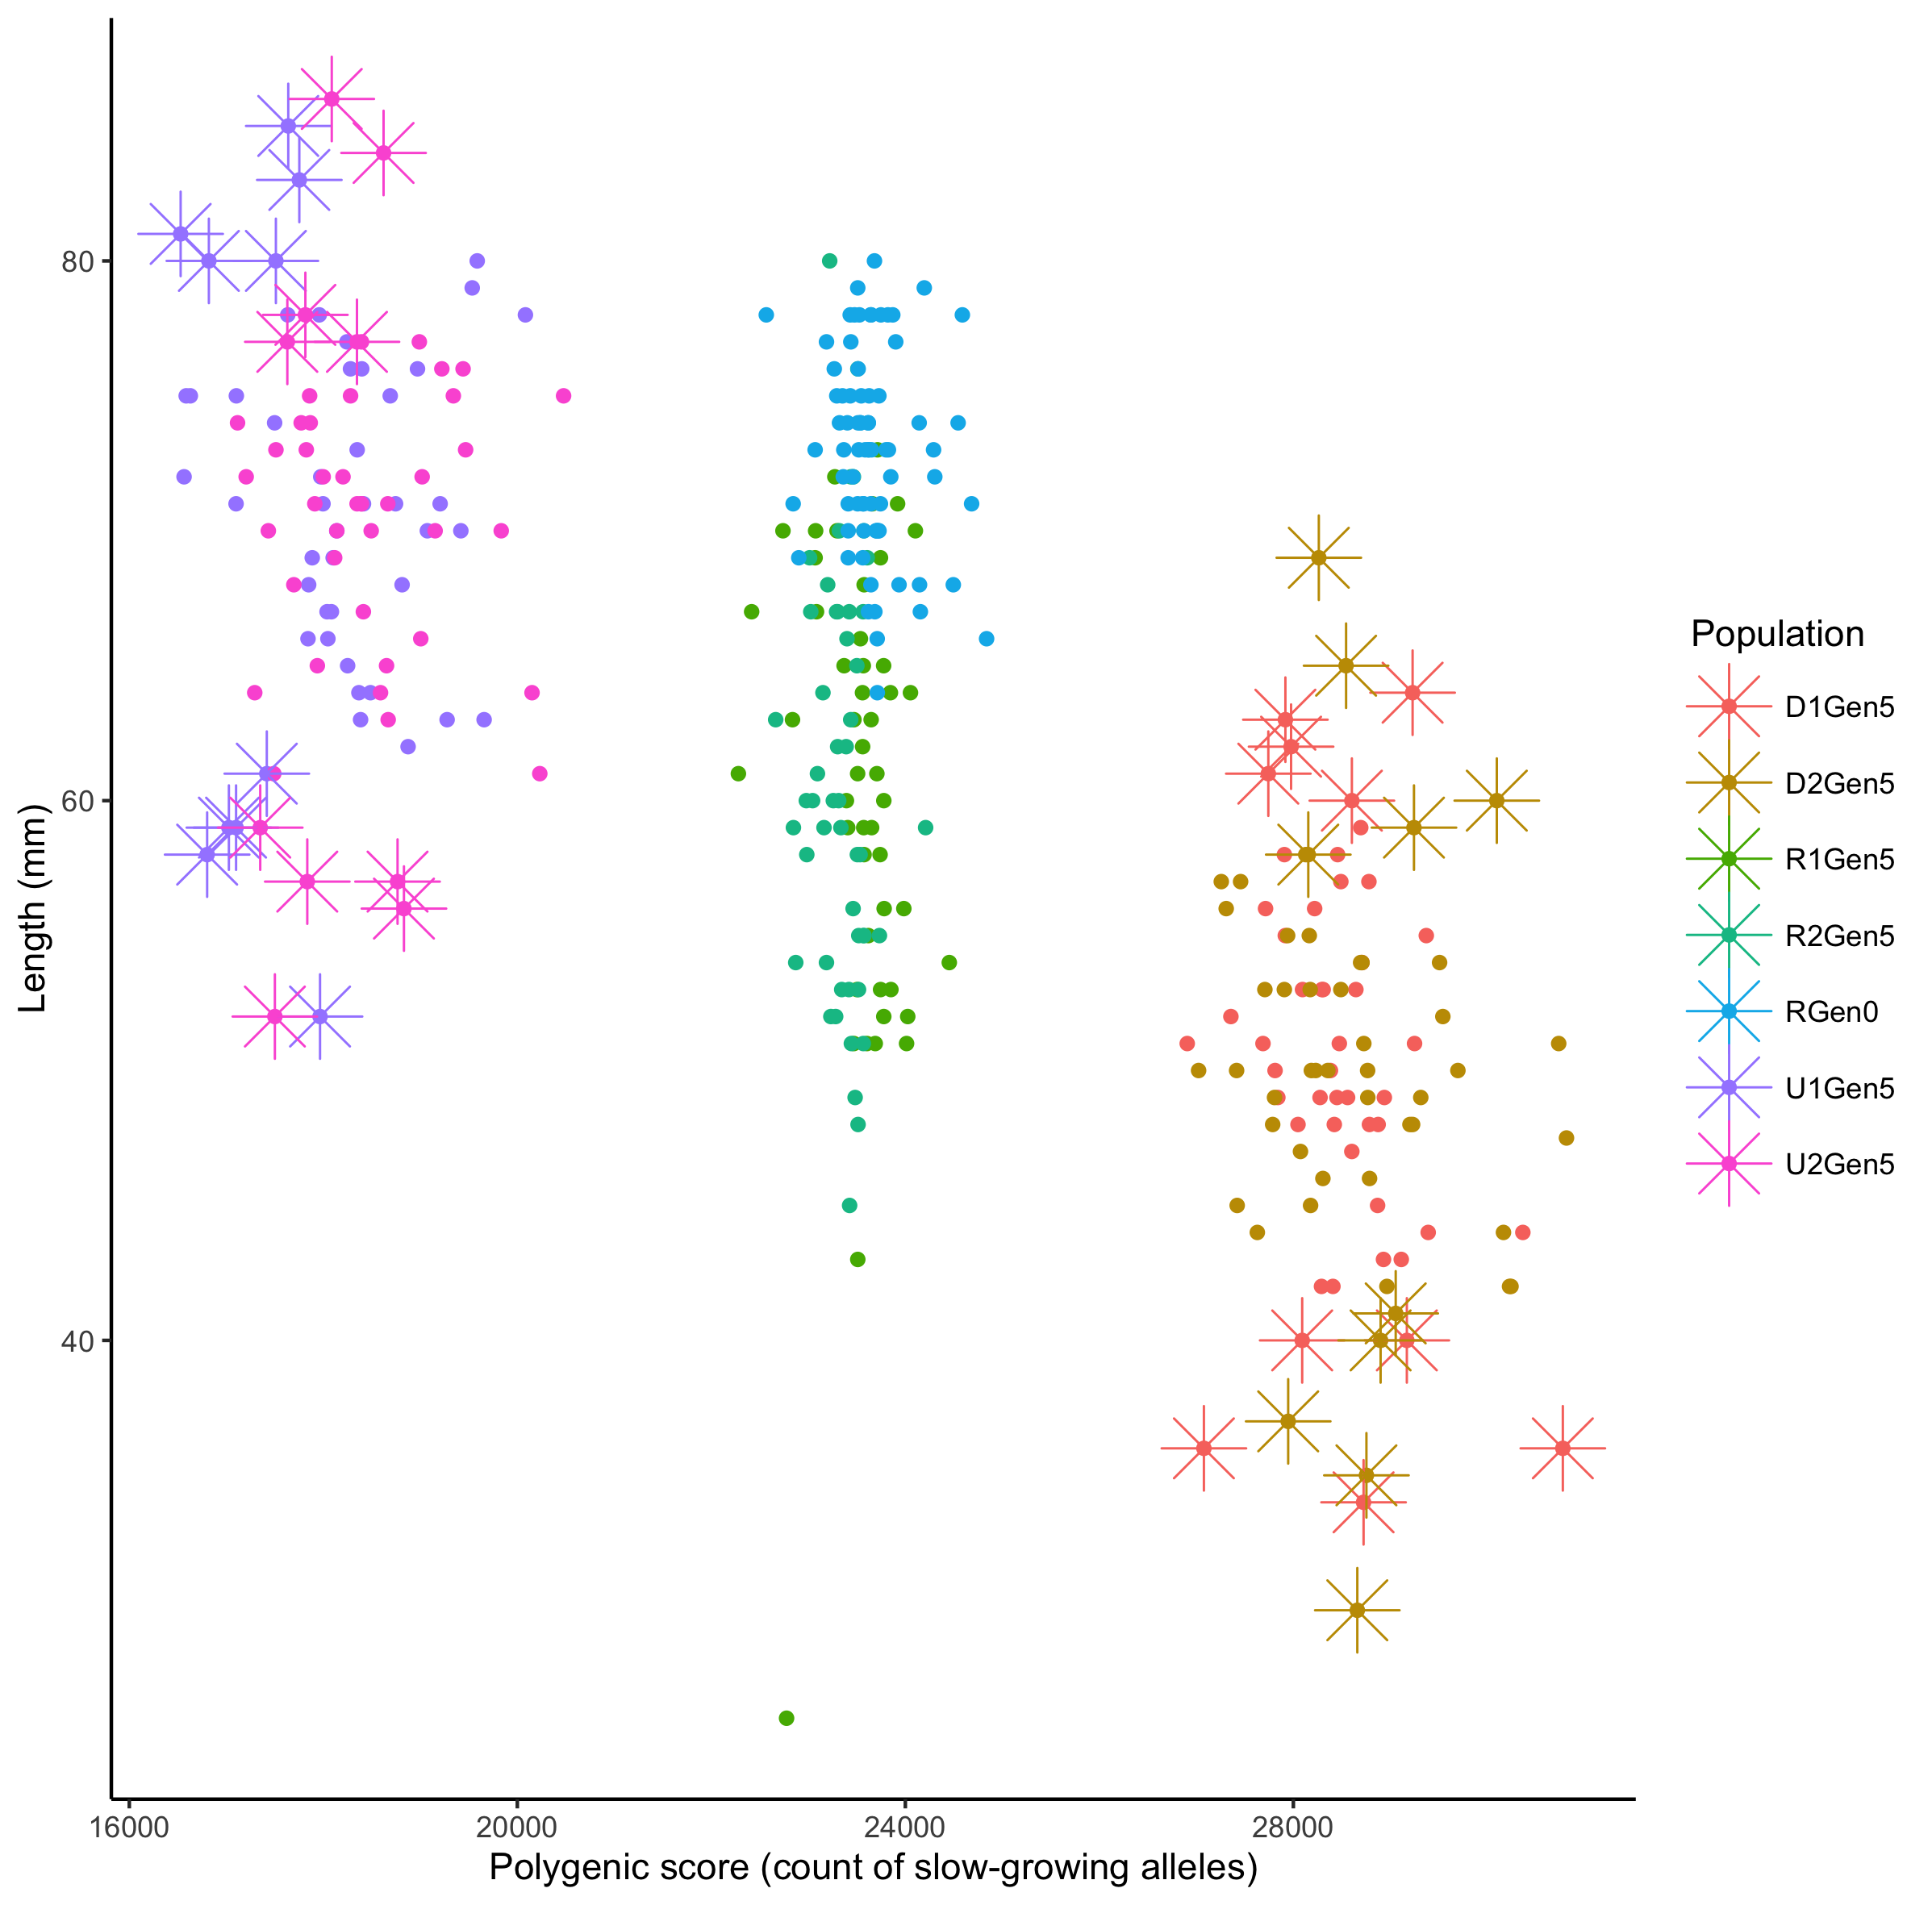 80
60
40
Length (mm)
16000
20000
24000
28000
Polygenic score (count of slow-growing alleles)
Population
D1Gen5
D2Gen5
R1Gen5
R2Gen5
RGen0
U1Gen5
U2Gen5